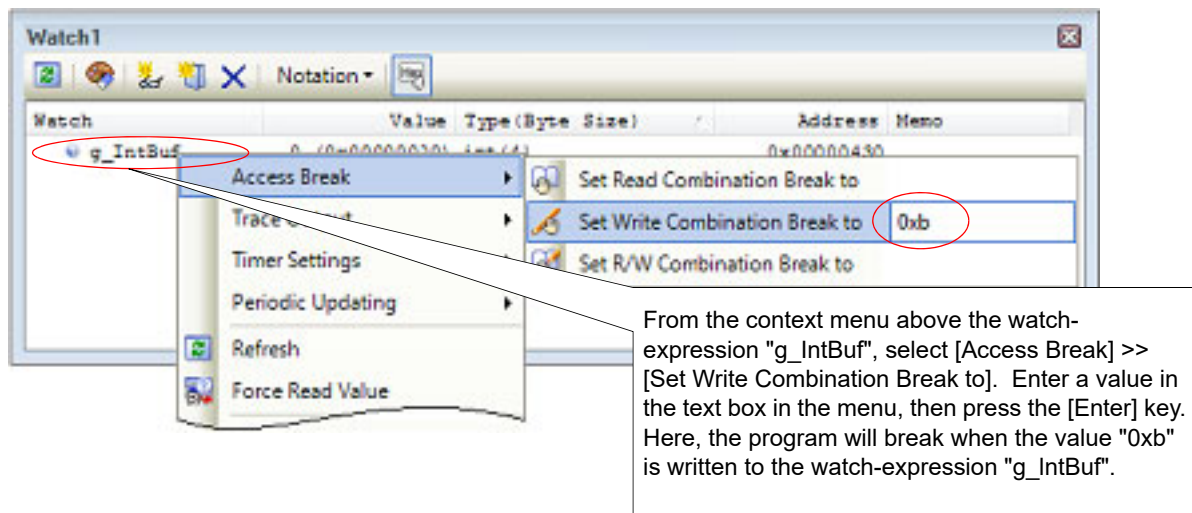 Watch1
Notation
Watch Value Type(Byte Size) Address Memo
g_IntBuf 0 int(4) 0x00000430
Access Break
Set Read Combination Break to
Set Write Combination Break to 0xb
Timer Settings
Set R/W Combination Break to
Periodic Updating
Refresh
Force Read Value
From the context menu above the watch-
expression "g_IntBuf", select [Access Break] >>
[Set Write Combination Break to].  Enter a value in
the text box in the menu, then press the [Enter] key.
Here, the program will break when the value "0xb"
is written to the watch-expression "g_IntBuf".